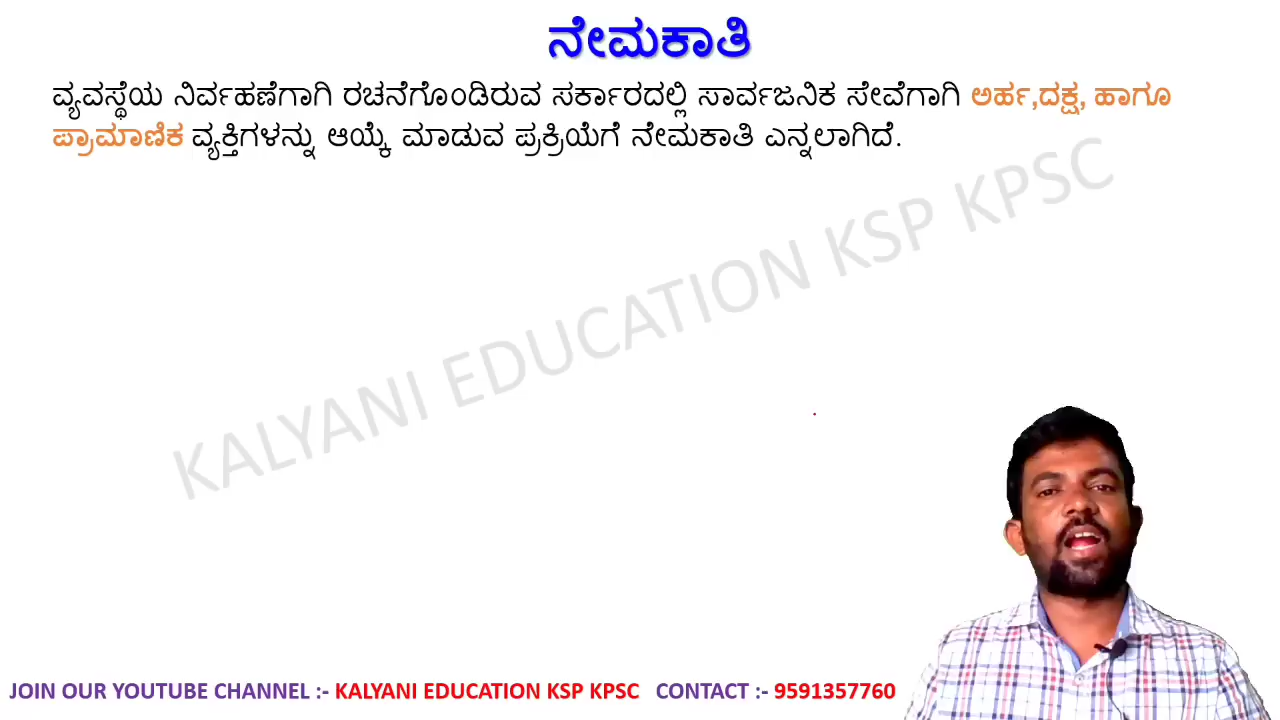 ನೇಮಕಾತಿ
ವ್ಯವಸ್ಥೆಯ ನಿರ್ವಹಣೆಗಾಗಿ ರಚನೆಗೊಂಡಿರುವ ಸರ್ಕಾರದಲ್ಲಿ ಸಾರ್ವಜನಿಕ ಸೇವೆಗಾಗಿ ಅರ್ಹ,ದಕ್ಷ, ಹಾಗೂ
ಪ್ರಾಮಾಣಿಕ ವ್ಯಕ್ತಿಗಳನ್ನು ಆಯ್ಕೆ ಮಾಡುವ ಪ್ರಕ್ರಿಯೆಗೆ ನೇಮಕಾತಿ ಎನ್ನಲಾಗಿದೆ.
KALYANI EDUCATION KSP KPSC
JOIN OUR YOUTUBE CHANNEL :- KALYANI EDUCATION KSP KPSC CONTACT :- 9591357760